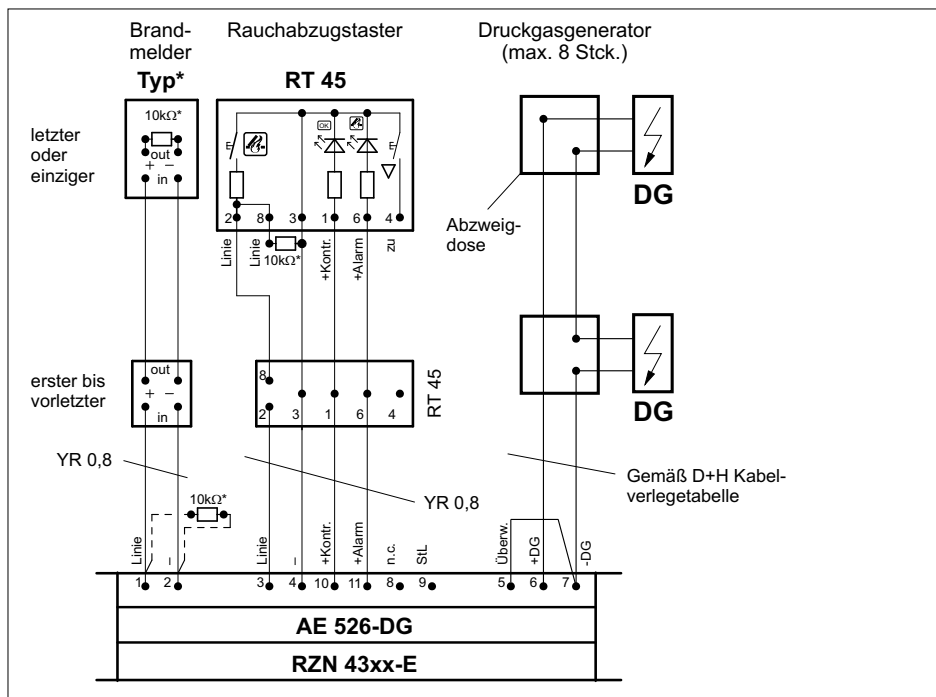 Brand-
melder
Typ*
Rauchabzugstaster
RT 45
Druckgasgenerator
(max. 8 Stck.)
letzter
oder
einziger
10kΩ*
out
+ –
in
OK
2 8 3 1 6 4
Linie Linie 10kΩ* +Kontr. +Alarm zu
DG
Abzweig-
dose
erster bis
vorletzter
out
+ –
in
8
2 3 1 6 4
RT 45
DG
YR 0,8
YR 0,8
Gemäß D+H Kabel-
verlegetabelle
10kΩ*
Linie – Linie – +Kontr. +Alarm n.c. StL Überw. +DG -DG
1 2 3 4 10 11 8 9 5 6 7
AE 526-DG
RZN 43xx-E